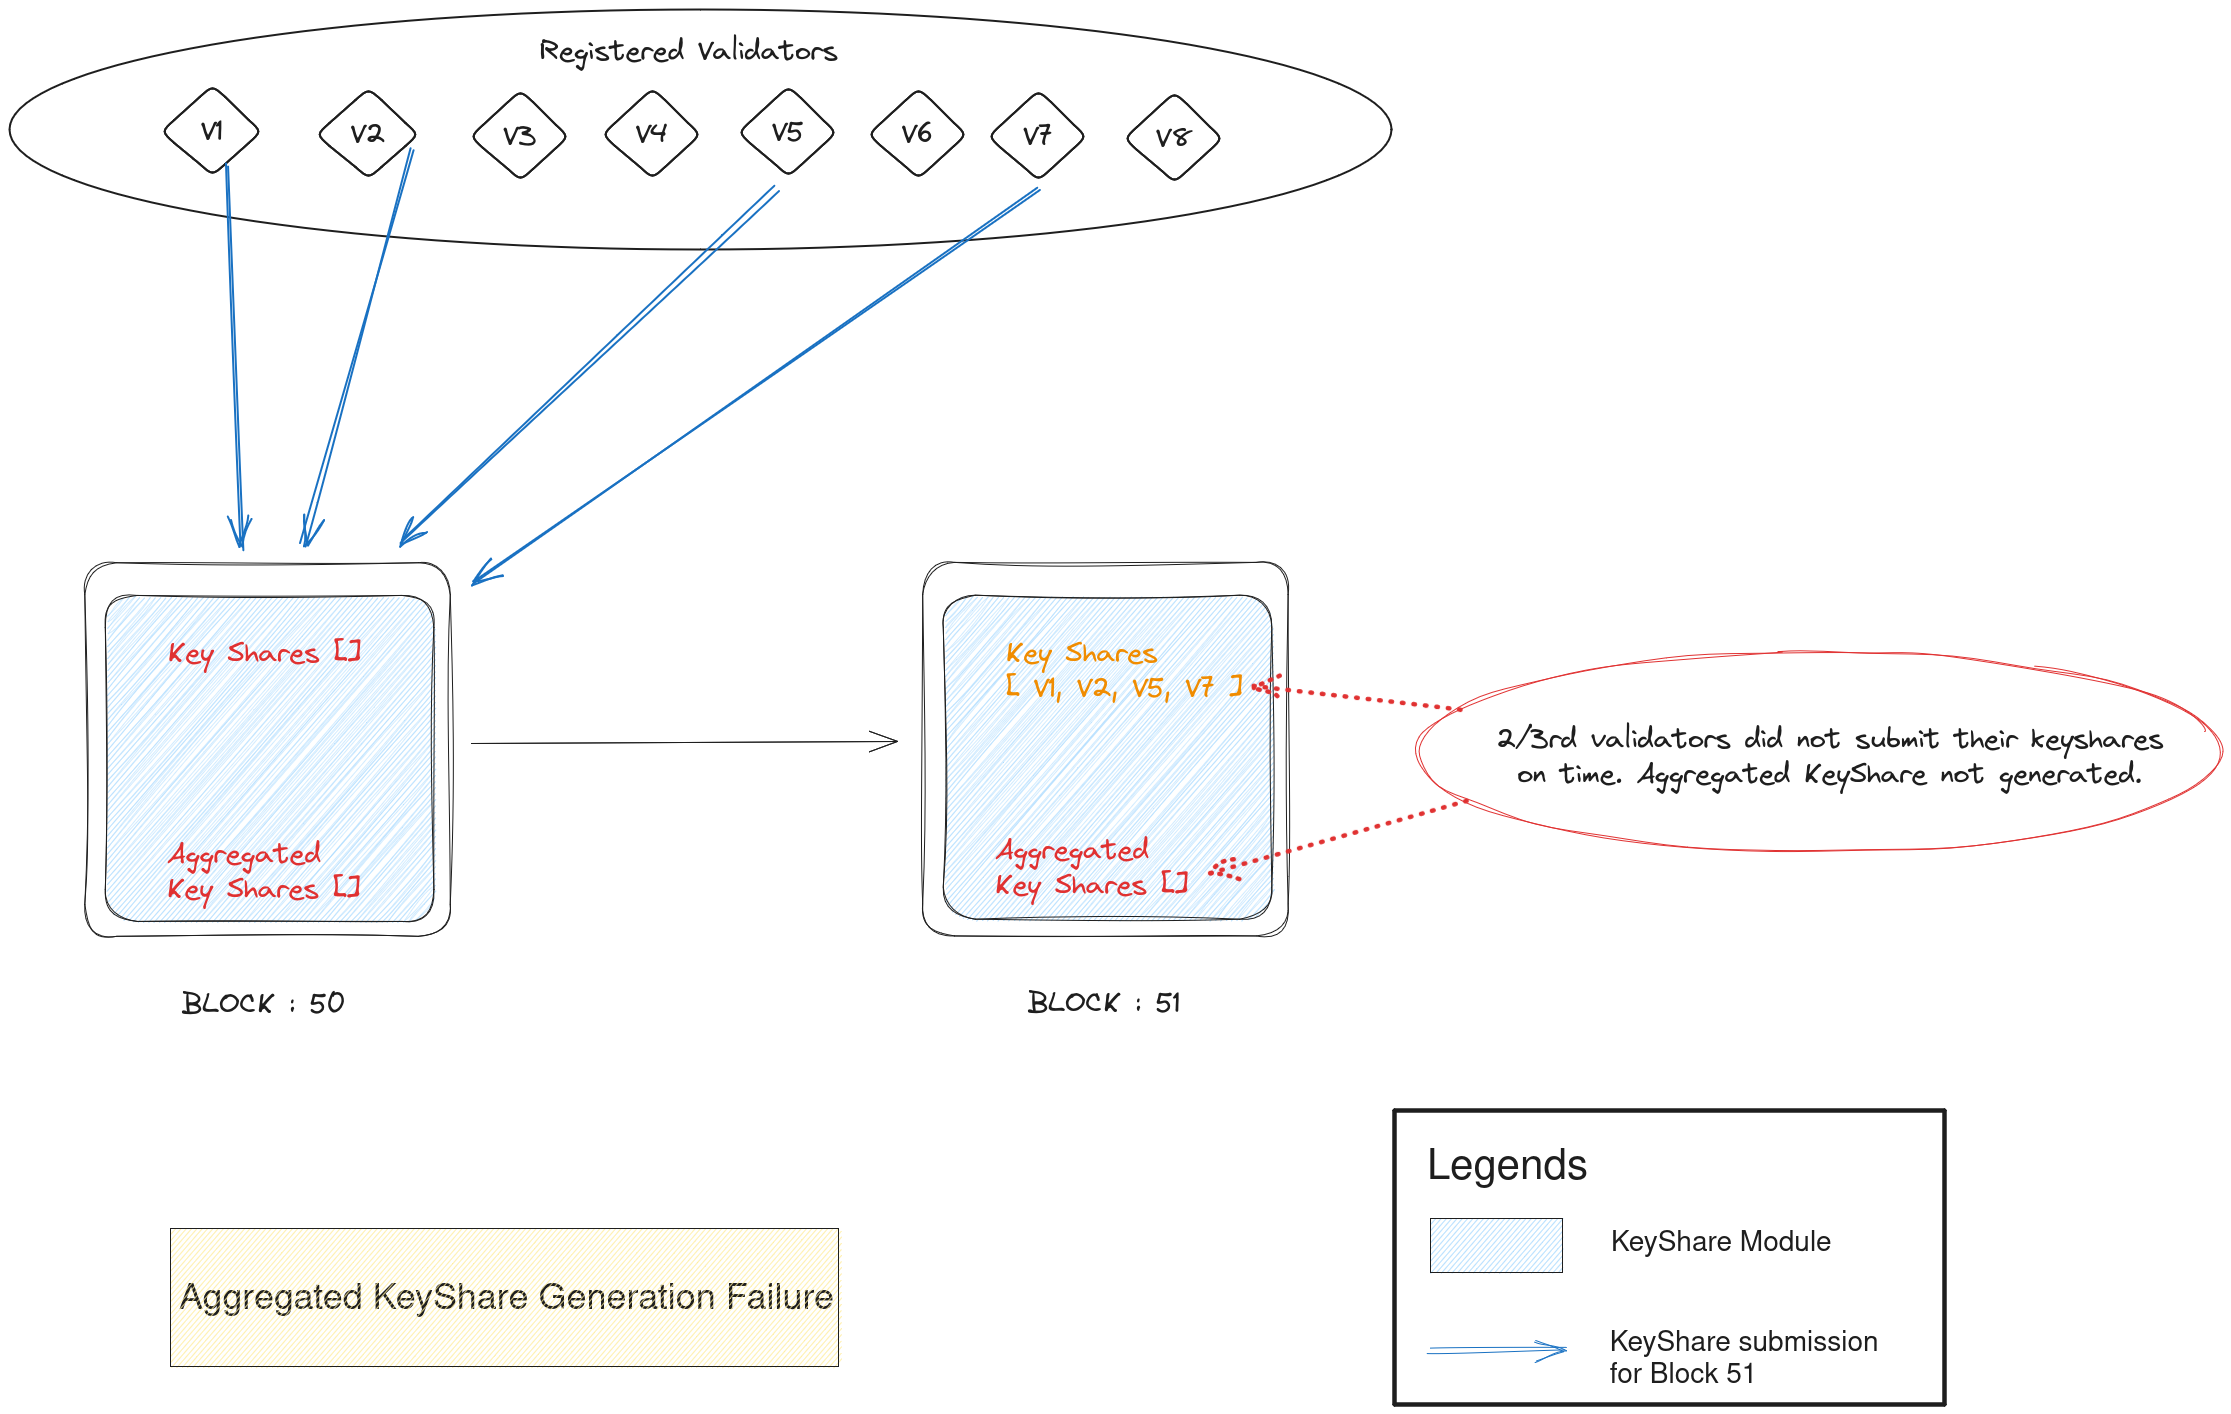 Registered Validators
V1 V2 V3 V4 V5 V6 V7 V8
Key Shares []
Aggregated
Key Shares []
BLOCK : 50
Key Shares
[ V1, V2, V5, V7 ]
Aggregated
Key Shares []
BLOCK : 51
2/3rd validators did not submit their keyshares
on time. Aggregated KeyShare not generated.
Aggregated KeyShare Generation Failure
Legends
KeyShare Module
KeyShare submission
for Block 51